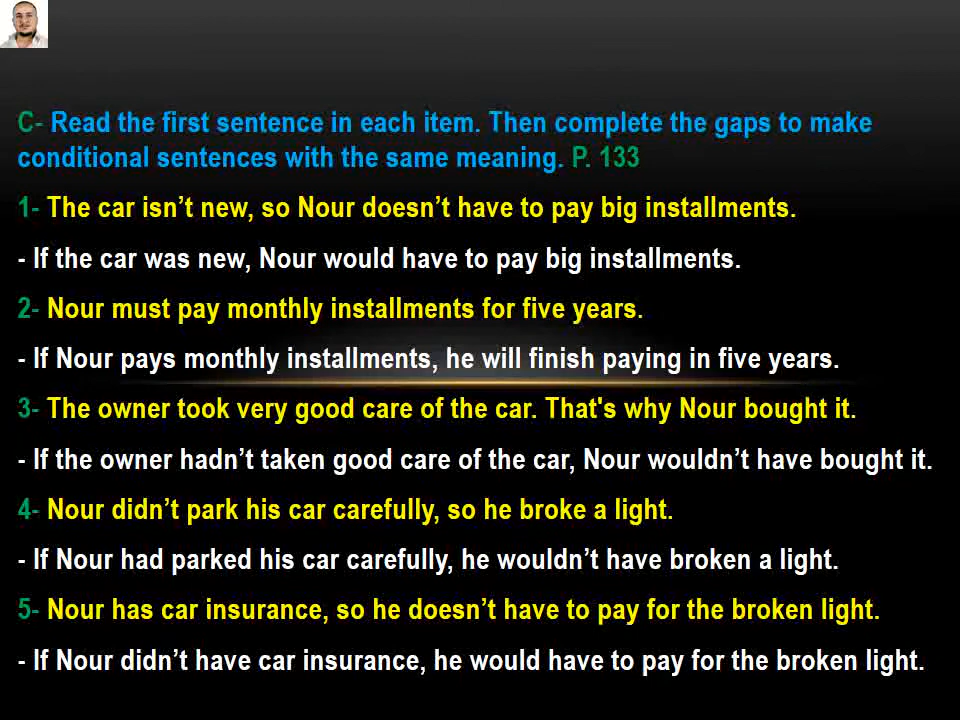 C- Read the first sentence in each item. Then complete the gaps to make
conditional sentences with the same meaning. P. 133
1- The car isn’t new, so Nour doesn’t have to pay big installments.
- If the car was new, Nour would have to pay big installments.
2- Nour must pay monthly installments for five years.
- If Nour pays monthly installments, he will finish paying in five years.
3- The owner took very good care of the car. That's why Nour bought it.
- If the owner hadn’t taken good care of the car, Nour wouldn’t have bought it.
4- Nour didn’t park his car carefully, so he broke a light.
- If Nour had parked his car carefully, he wouldn’t have broken a light.
5- Nour has car insurance, so he doesn’t have to pay for the broken light.
- If Nour didn’t have car insurance, he would have to pay for the broken light.